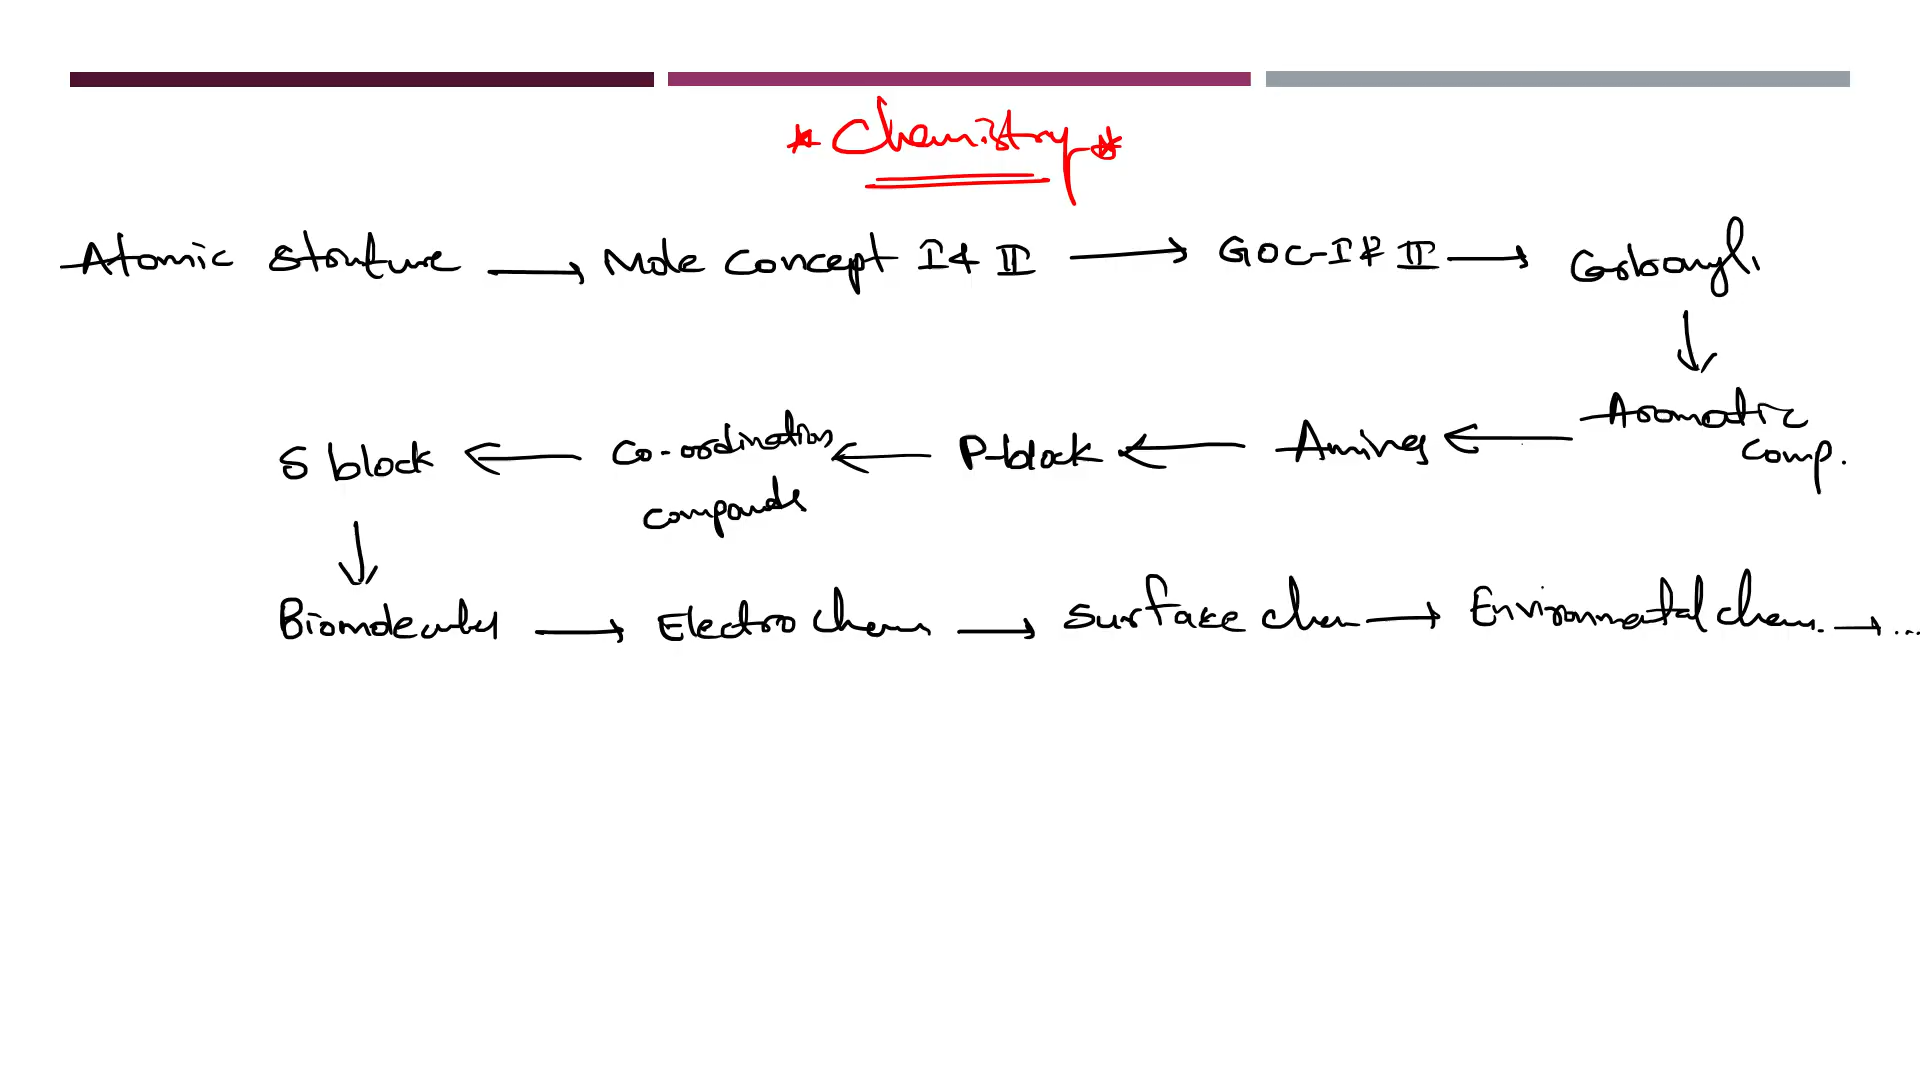 * Chemistry *
Atomic structure → Mole Concept I & II → GOC-I & II → Carbonyl.
↓
S block ← Co-ordination compounds ← P-block ← Amines ← Aromatic comp.
↓
Biomolecules → Electro chem → Surface chem → Environmental chem. → ...